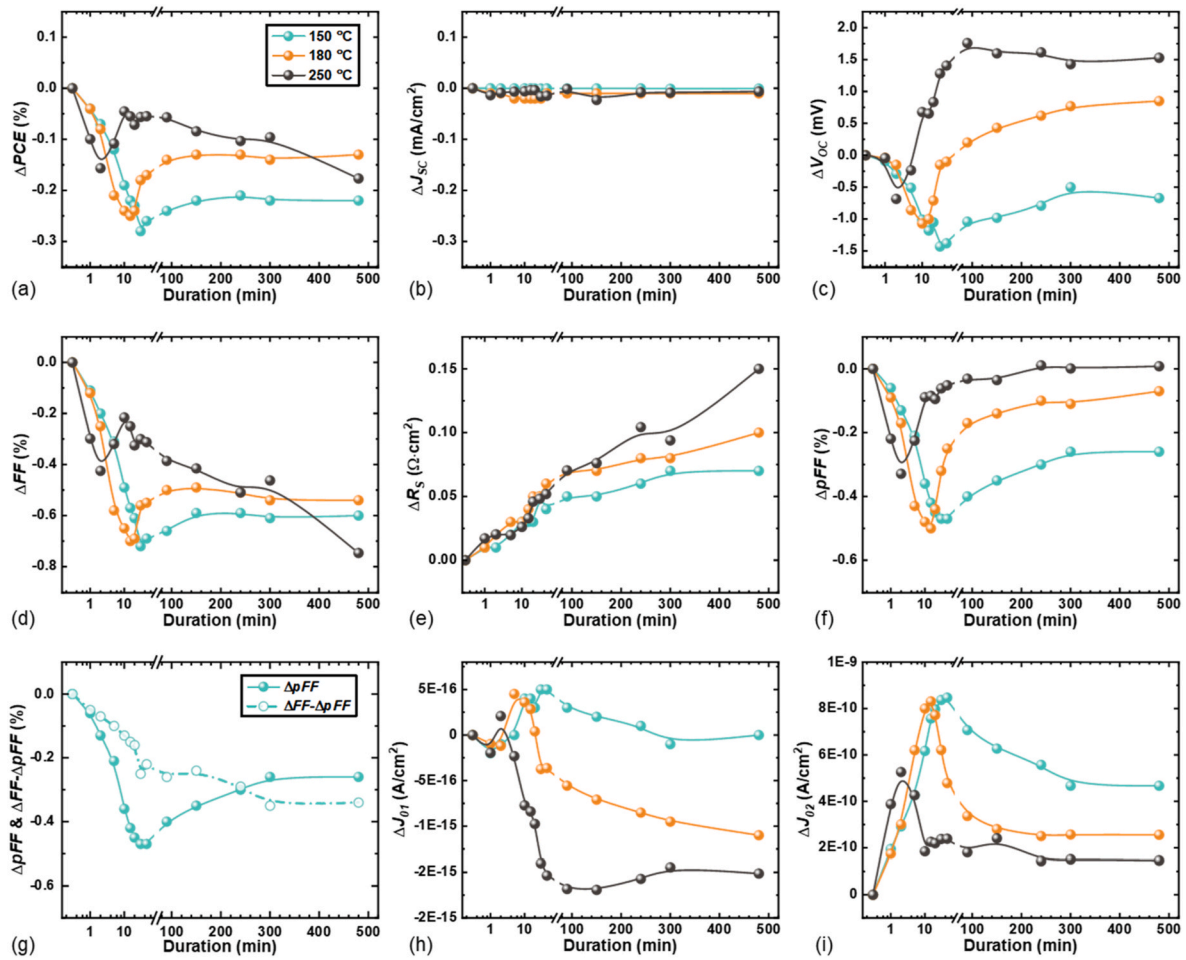 0.1
0.0
-0.1
-0.2
-0.3
ΔPCE (%)
150 ºC
180 ºC
250 ºC
1 10 100 200 300 400 500
Duration (min)
(a)
0.1
0.0
-0.1
-0.2
-0.3
ΔJSC (mA/cm²)
1 10 100 200 300 400 500
Duration (min)
(b)
2.0
1.5
1.0
0.5
0.0
-0.5
-1.0
-1.5
ΔVOC (mV)
1 10 100 200 300 400 500
Duration (min)
(c)
0.0
-0.2
-0.4
-0.6
-0.8
ΔFF (%)
1 10 100 200 300 400 500
Duration (min)
(d)
0.15
0.10
0.05
0.00
ΔRS (Ω·cm²)
1 10 100 200 300 400 500
Duration (min)
(e)
0.0
-0.2
-0.4
-0.6
ΔpFF (%)
1 10 100 200 300 400 500
Duration (min)
(f)
0.0
-0.2
-0.4
-0.6
ΔpFF & ΔFF-ΔpFF (%)
ΔpFF
ΔFF-ΔpFF
1 10 100 200 300 400 500
Duration (min)
(g)
5E-16
0
-5E-16
-1E-15
-2E-15
-2E-15
ΔJ01 (A/cm²)
1 10 100 200 300 400 500
Duration (min)
(h)
1E-9
8E-10
6E-10
4E-10
2E-10
0
ΔJ02 (A/cm²)
1 10 100 200 300 400 500
Duration (min)
(i)